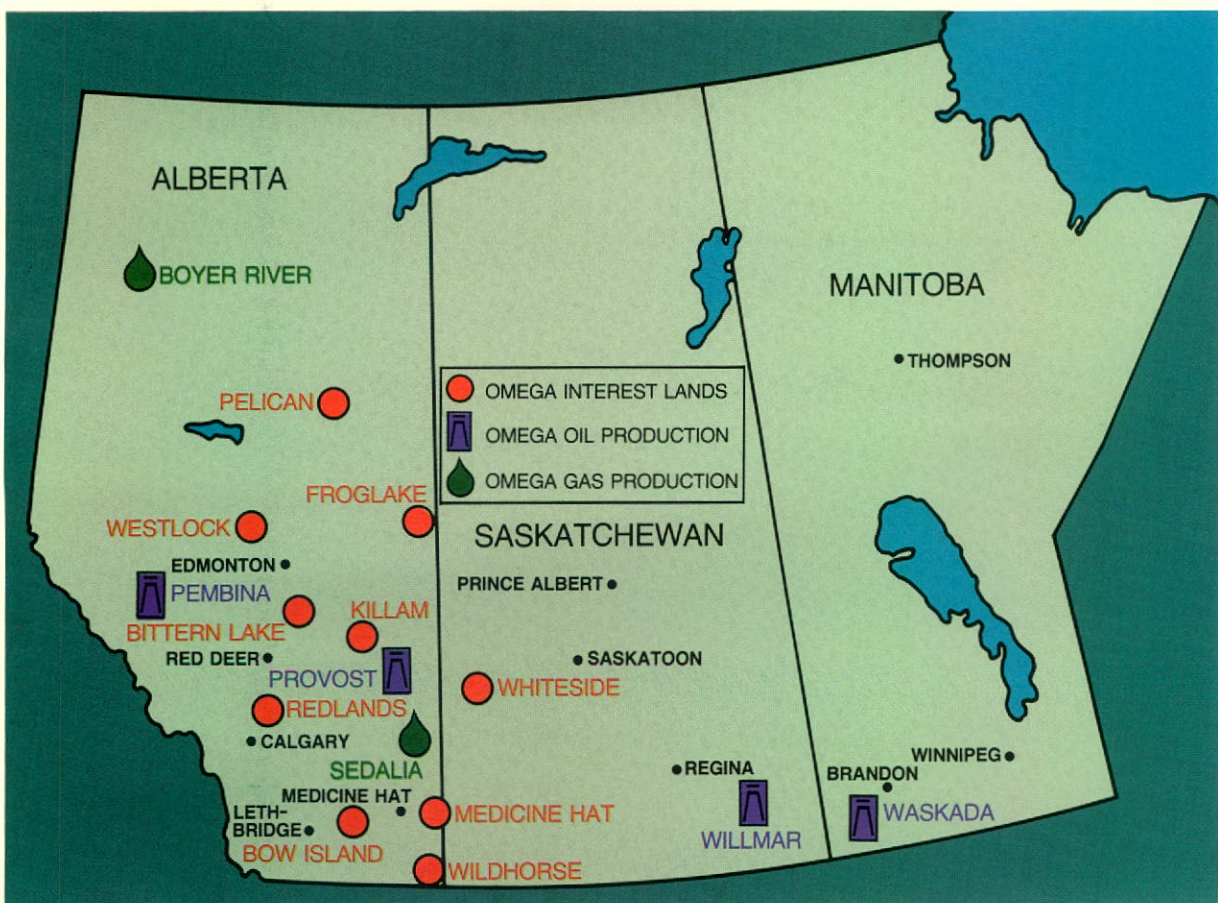 ALBERTA
BOYER RIVER
MANITOBA
THOMPSON
PELICAN
OMEGA INTEREST LANDS
OMEGA OIL PRODUCTION
OMEGA GAS PRODUCTION
FROGLAKE
WESTLOCK
SASKATCHEWAN
EDMONTON
PEMBINA
PRINCE ALBERT
KILLAM
BITTERN LAKE
RED DEER
PROVOST
SASKATOON
WHITESIDE
REDLANDS
CALGARY
SEDALIA
REGINA
WINNIPEG
BRANDON
MEDICINE HAT
LETH-
BRIDGE
MEDICINE HAT
WASKADA
WILLMAR
BOW ISLAND
WILDHORSE